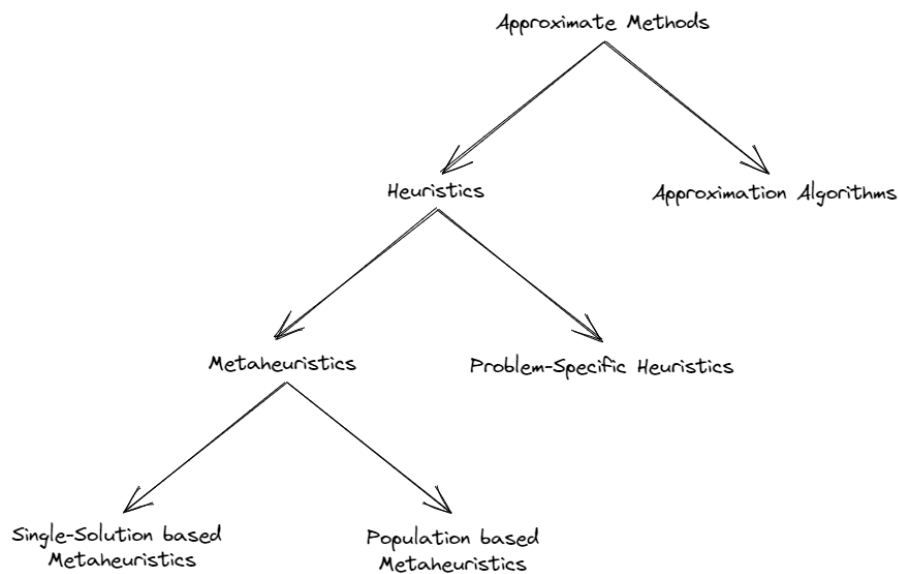 Approximate Methods
Heuristics
Approximation Algorithms
Metaheuristics
Problem-Specific Heuristics
Single-Solution based
Metaheuristics
Population based
Metaheuristics